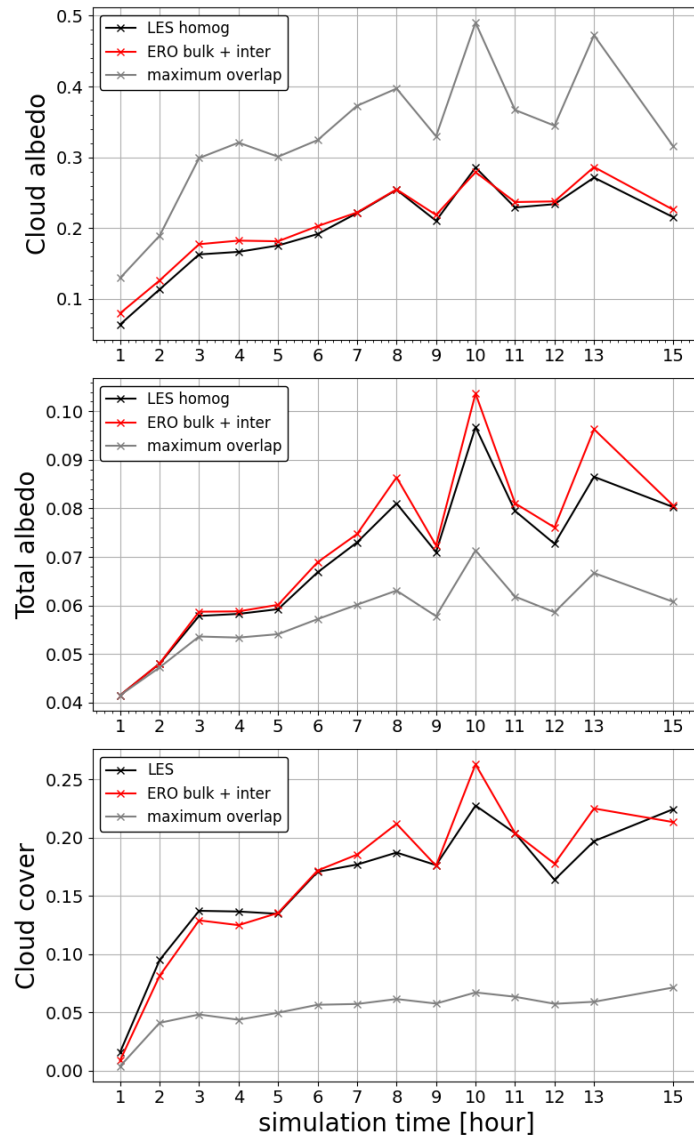 Cloud albedo
0.5
0.4
0.3
0.2
0.1
LES homog
ERO bulk + inter
maximum overlap
1 2 3 4 5 6 7 8 9 10 11 12 13 15
Total albedo
0.10
0.09
0.08
0.07
0.06
0.05
0.04
LES homog
ERO bulk + inter
maximum overlap
1 2 3 4 5 6 7 8 9 10 11 12 13 15
Cloud cover
0.25
0.20
0.15
0.10
0.05
0.00
LES
ERO bulk + inter
maximum overlap
1 2 3 4 5 6 7 8 9 10 11 12 13 15
simulation time [hour]